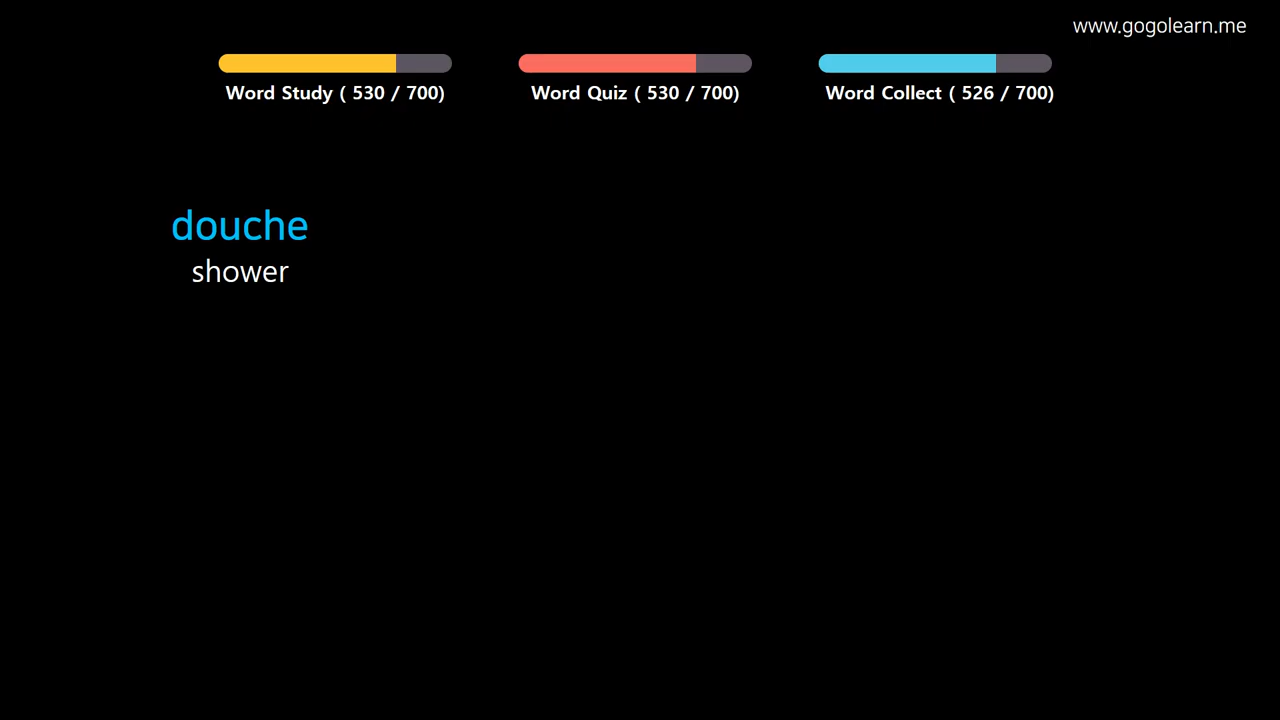 www.gogolearn.me
Word Study ( 530 / 700)
Word Quiz ( 530 / 700)
Word Collect ( 526 / 700)
douche
shower